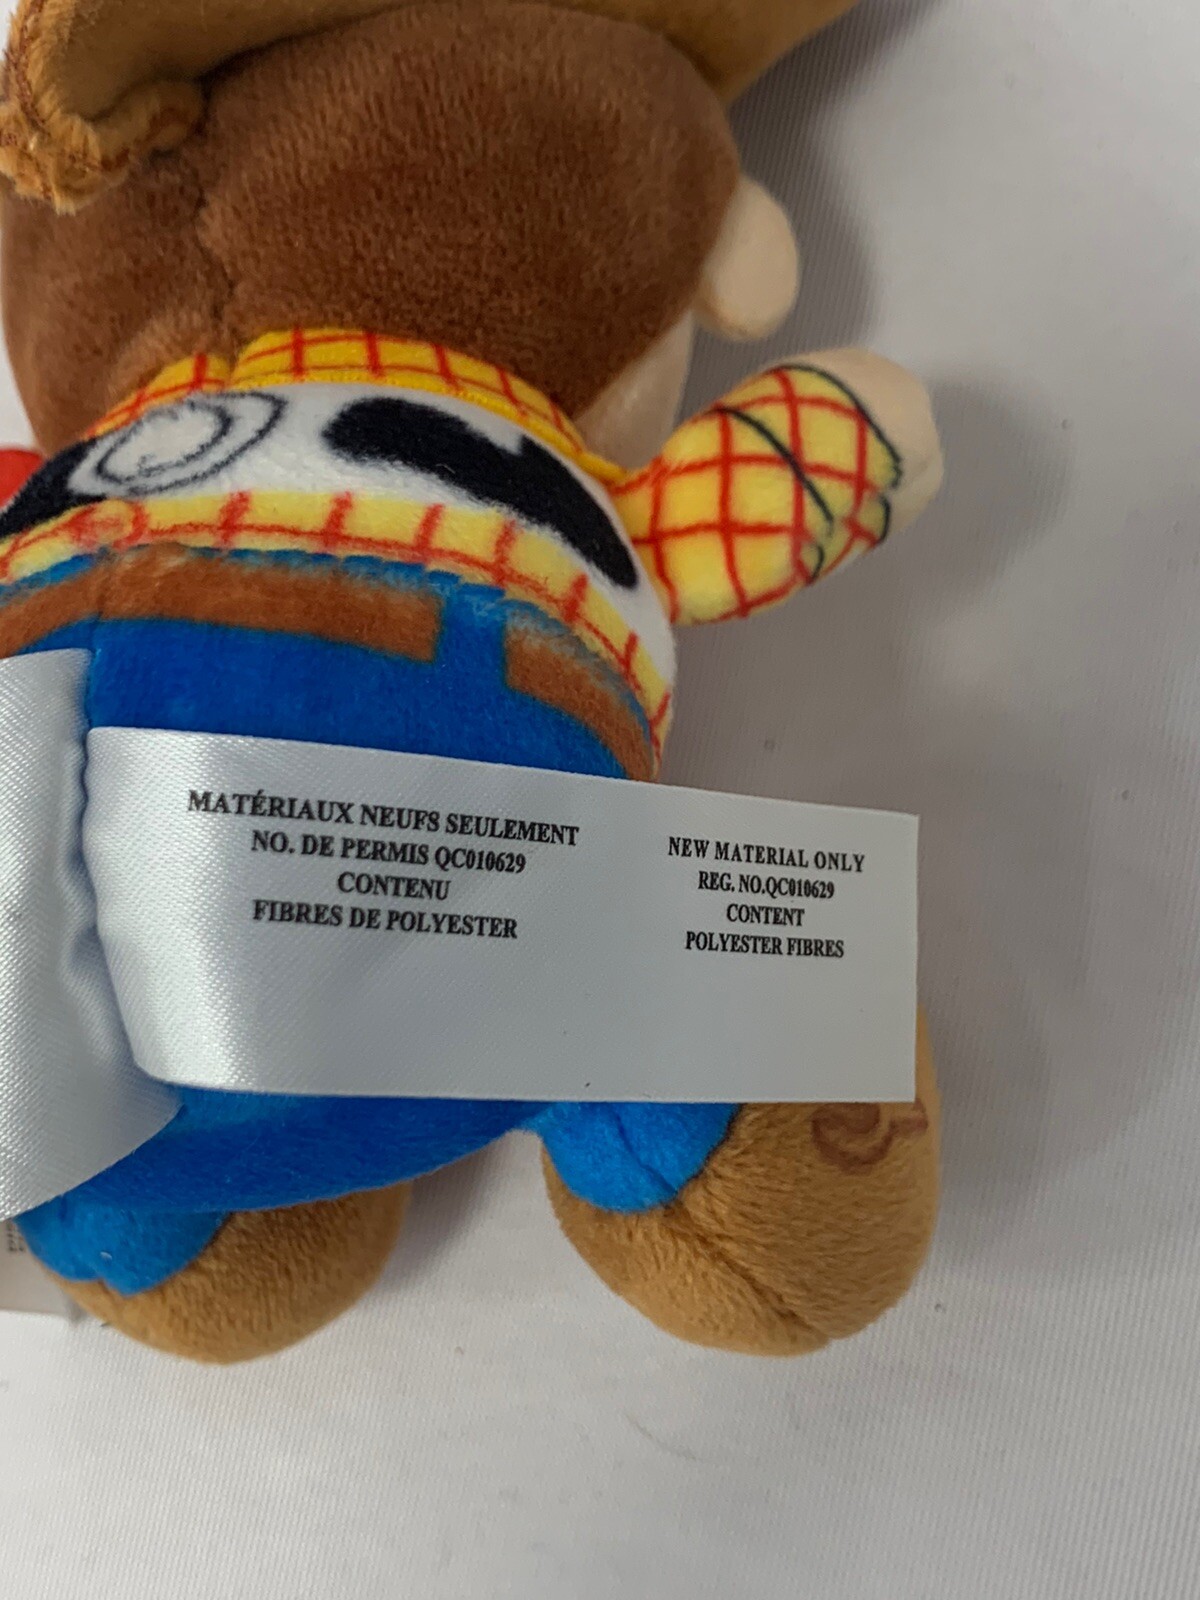 MATÉRIAUX NEUFS SEULEMENT
NO. DE PERMIS QC010629
CONTENU
FIBRES DE POLYESTER
NEW MATERIAL ONLY
REG. NO.QC010629
CONTENT
POLYESTER FIBRES